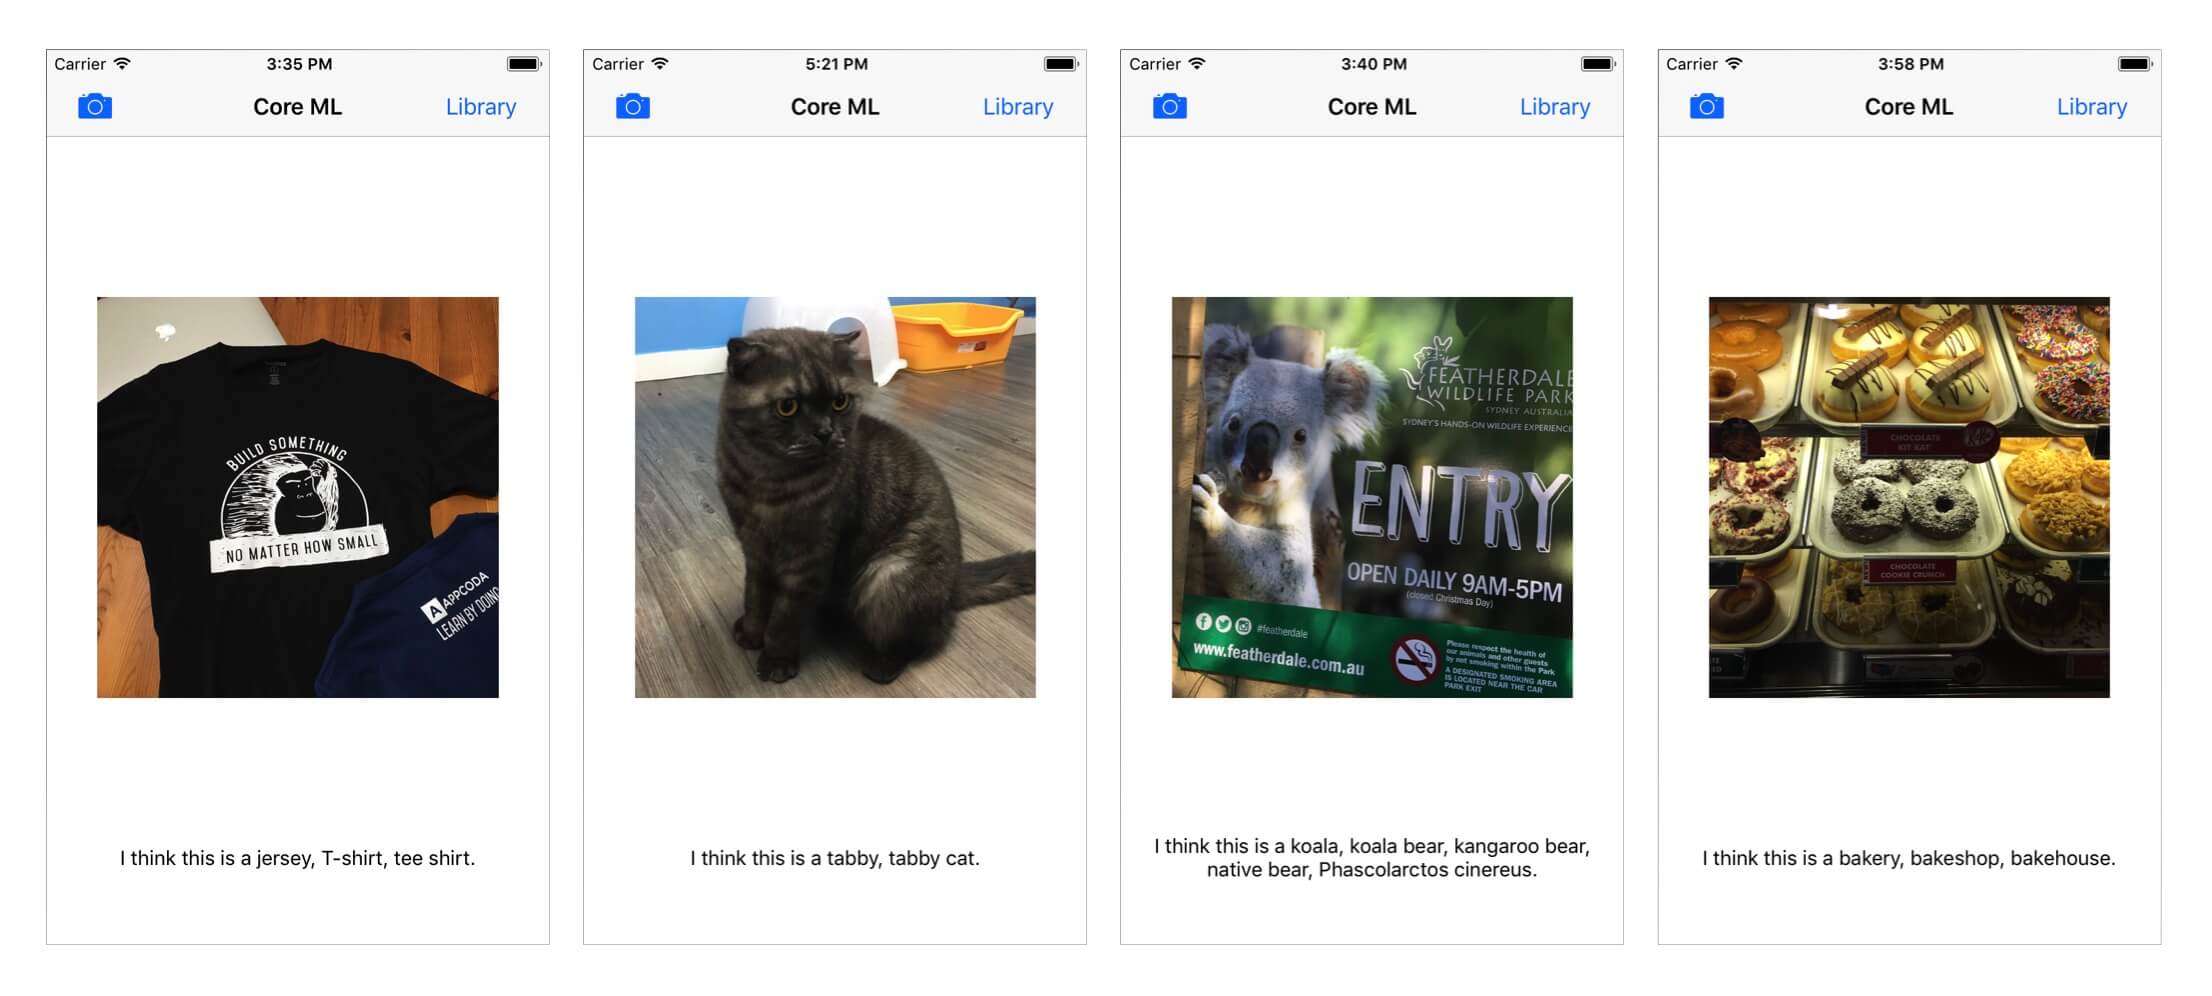 Carrier
3:35 PM
Core ML
Library
BUILD SOMETHING
NO MATTER HOW SMALL
A APPCODA
LEARN BY DOING
I think this is a jersey, T-shirt, tee shirt.
Carrier
5:21 PM
Core ML
Library
I think this is a tabby, tabby cat.
Carrier
3:40 PM
Core ML
Library
FEATHERDALE
WILDLIFE PARK
SYDNEY AUSTRALIA
SYDNEY'S HANDS-ON WILDLIFE EXPERIENCE
ENTRY
OPEN DAILY 9AM-5PM
(closed Christmas Day)
#featherdale
www.featherdale.com.au
Please respect the health of
our animals and other guests
by not smoking within the Park
A DESIGNATED SMOKING AREA
IS LOCATED NEAR THE CAR
PARK EXIT
I think this is a koala, koala bear, kangaroo bear,
native bear, Phascolarctos cinereus.
Carrier
3:58 PM
Core ML
Library
CHOCOLATE
KIT KAT
CHOCOLATE
COOKIE CRUNCH
I think this is a bakery, bakeshop, bakehouse.